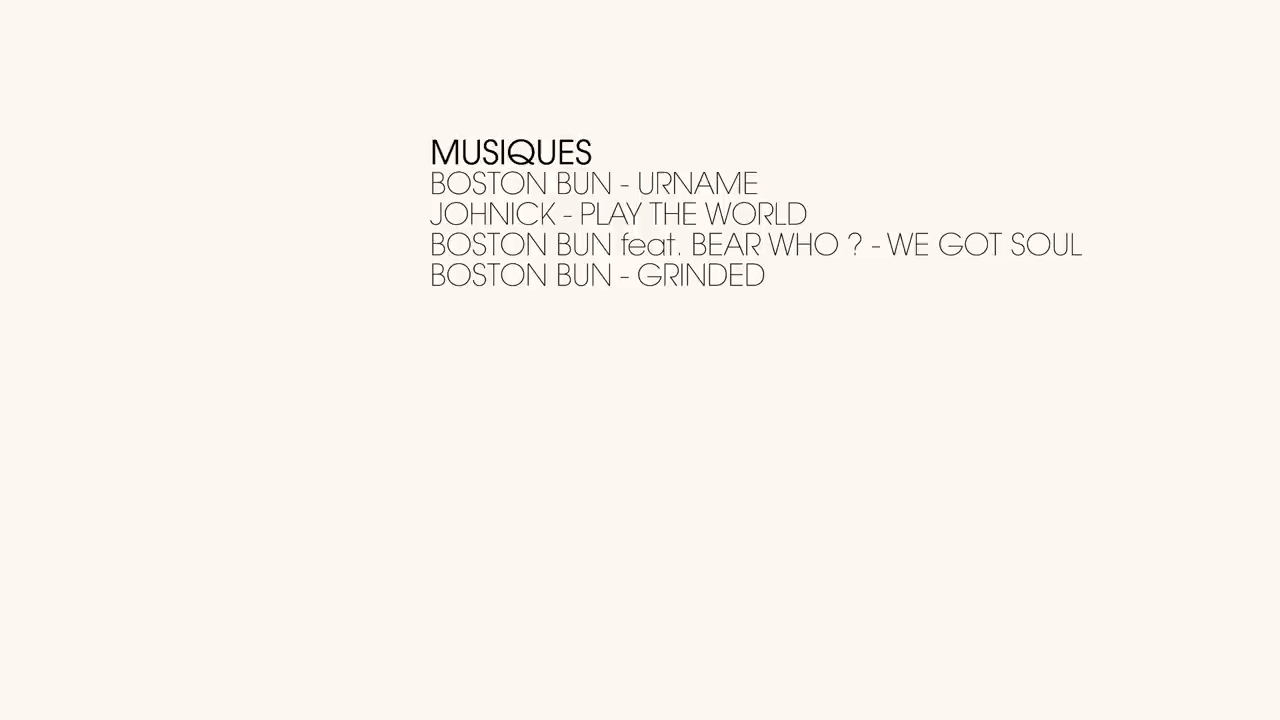 MUSIQUES
BOSTON BUN - URNAME
JOHNICK - PLAY THE WORLD
BOSTON BUN feat. BEAR WHO ? - WE GOT SOUL
BOSTON BUN - GRINDED